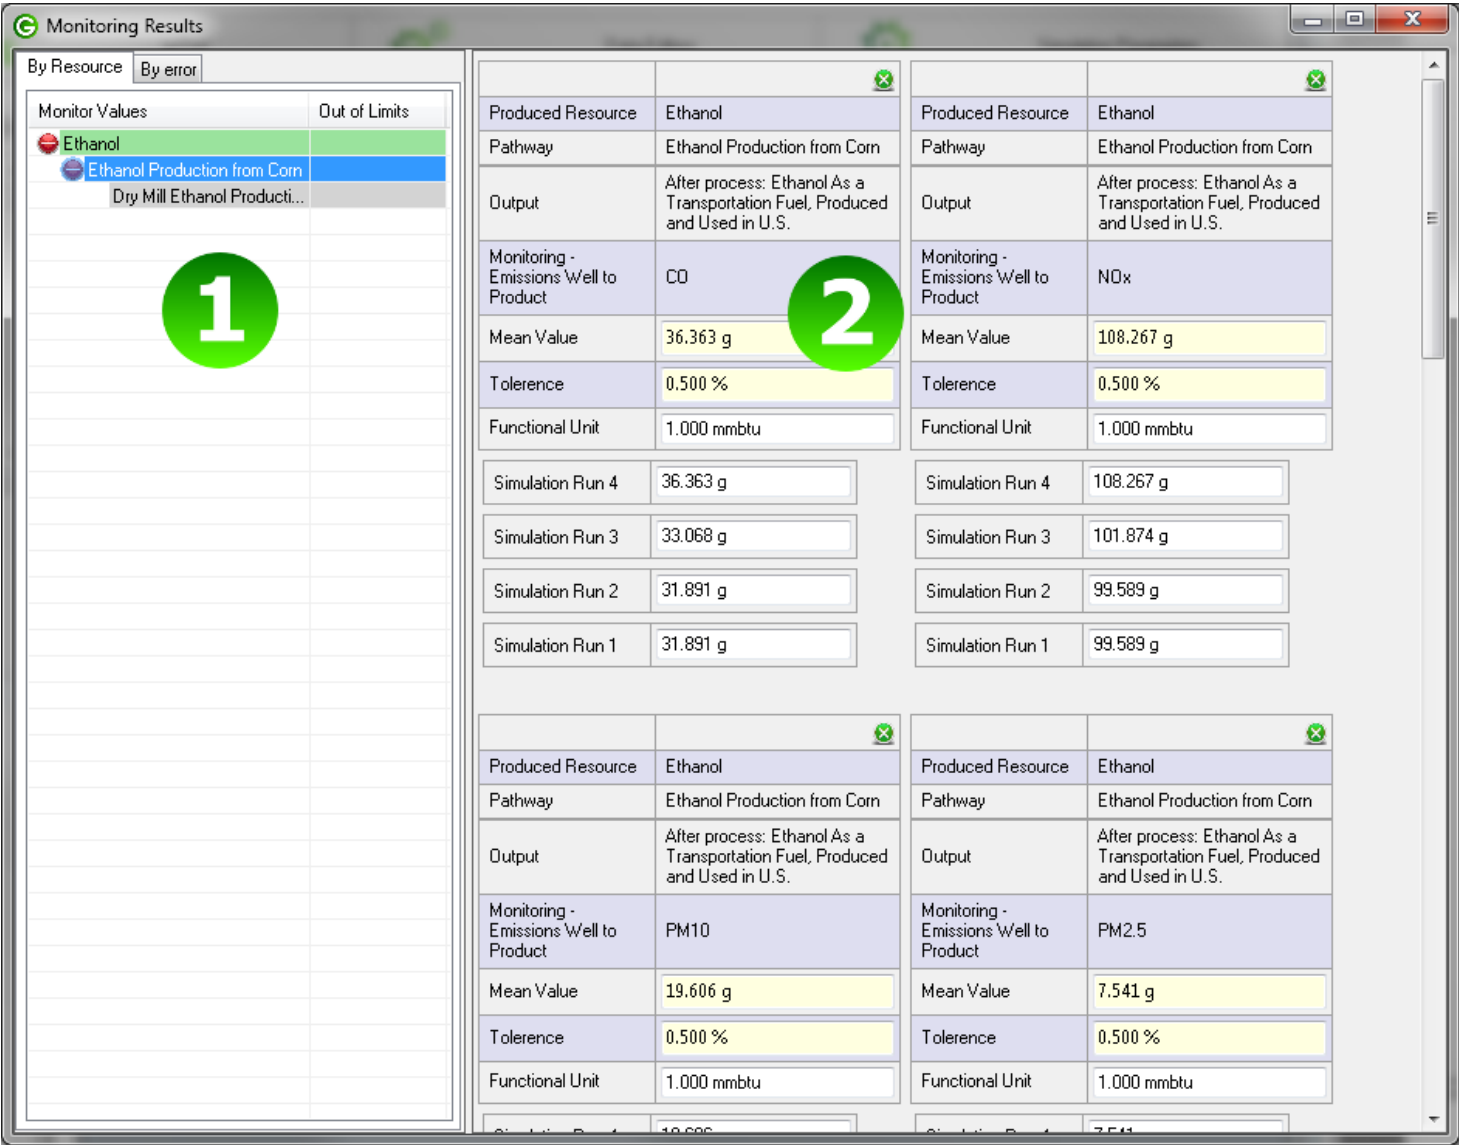 Monitoring Results
By Resource By error
Monitor Values Out of Limits
Ethanol
Ethanol Production from Corn
Dry Mill Ethanol Producti...
1
2
Produced Resource Ethanol
Pathway Ethanol Production from Corn
Output After process: Ethanol As a
Transportation Fuel, Produced
and Used in U.S.
Monitoring -
Emissions Well to
Product
CO
Mean Value 36.363 g
Tolerence 0.500 %
Functional Unit 1.000 mmbtu
Simulation Run 4 36.363 g
Simulation Run 3 33.068 g
Simulation Run 2 31.891 g
Simulation Run 1 31.891 g
Produced Resource Ethanol
Pathway Ethanol Production from Corn
Output After process: Ethanol As a
Transportation Fuel, Produced
and Used in U.S.
Monitoring -
Emissions Well to
Product
NOx
Mean Value 108.267 g
Tolerence 0.500 %
Functional Unit 1.000 mmbtu
Simulation Run 4 108.267 g
Simulation Run 3 101.874 g
Simulation Run 2 99.589 g
Simulation Run 1 99.589 g
Produced Resource Ethanol
Pathway Ethanol Production from Corn
Output After process: Ethanol As a
Transportation Fuel, Produced
and Used in U.S.
Monitoring -
Emissions Well to
Product
PM10
Mean Value 19.606 g
Tolerence 0.500 %
Functional Unit 1.000 mmbtu
Produced Resource Ethanol
Pathway Ethanol Production from Corn
Output After process: Ethanol As a
Transportation Fuel, Produced
and Used in U.S.
Monitoring -
Emissions Well to
Product
PM2.5
Mean Value 7.541 g
Tolerence 0.500 %
Functional Unit 1.000 mmbtu